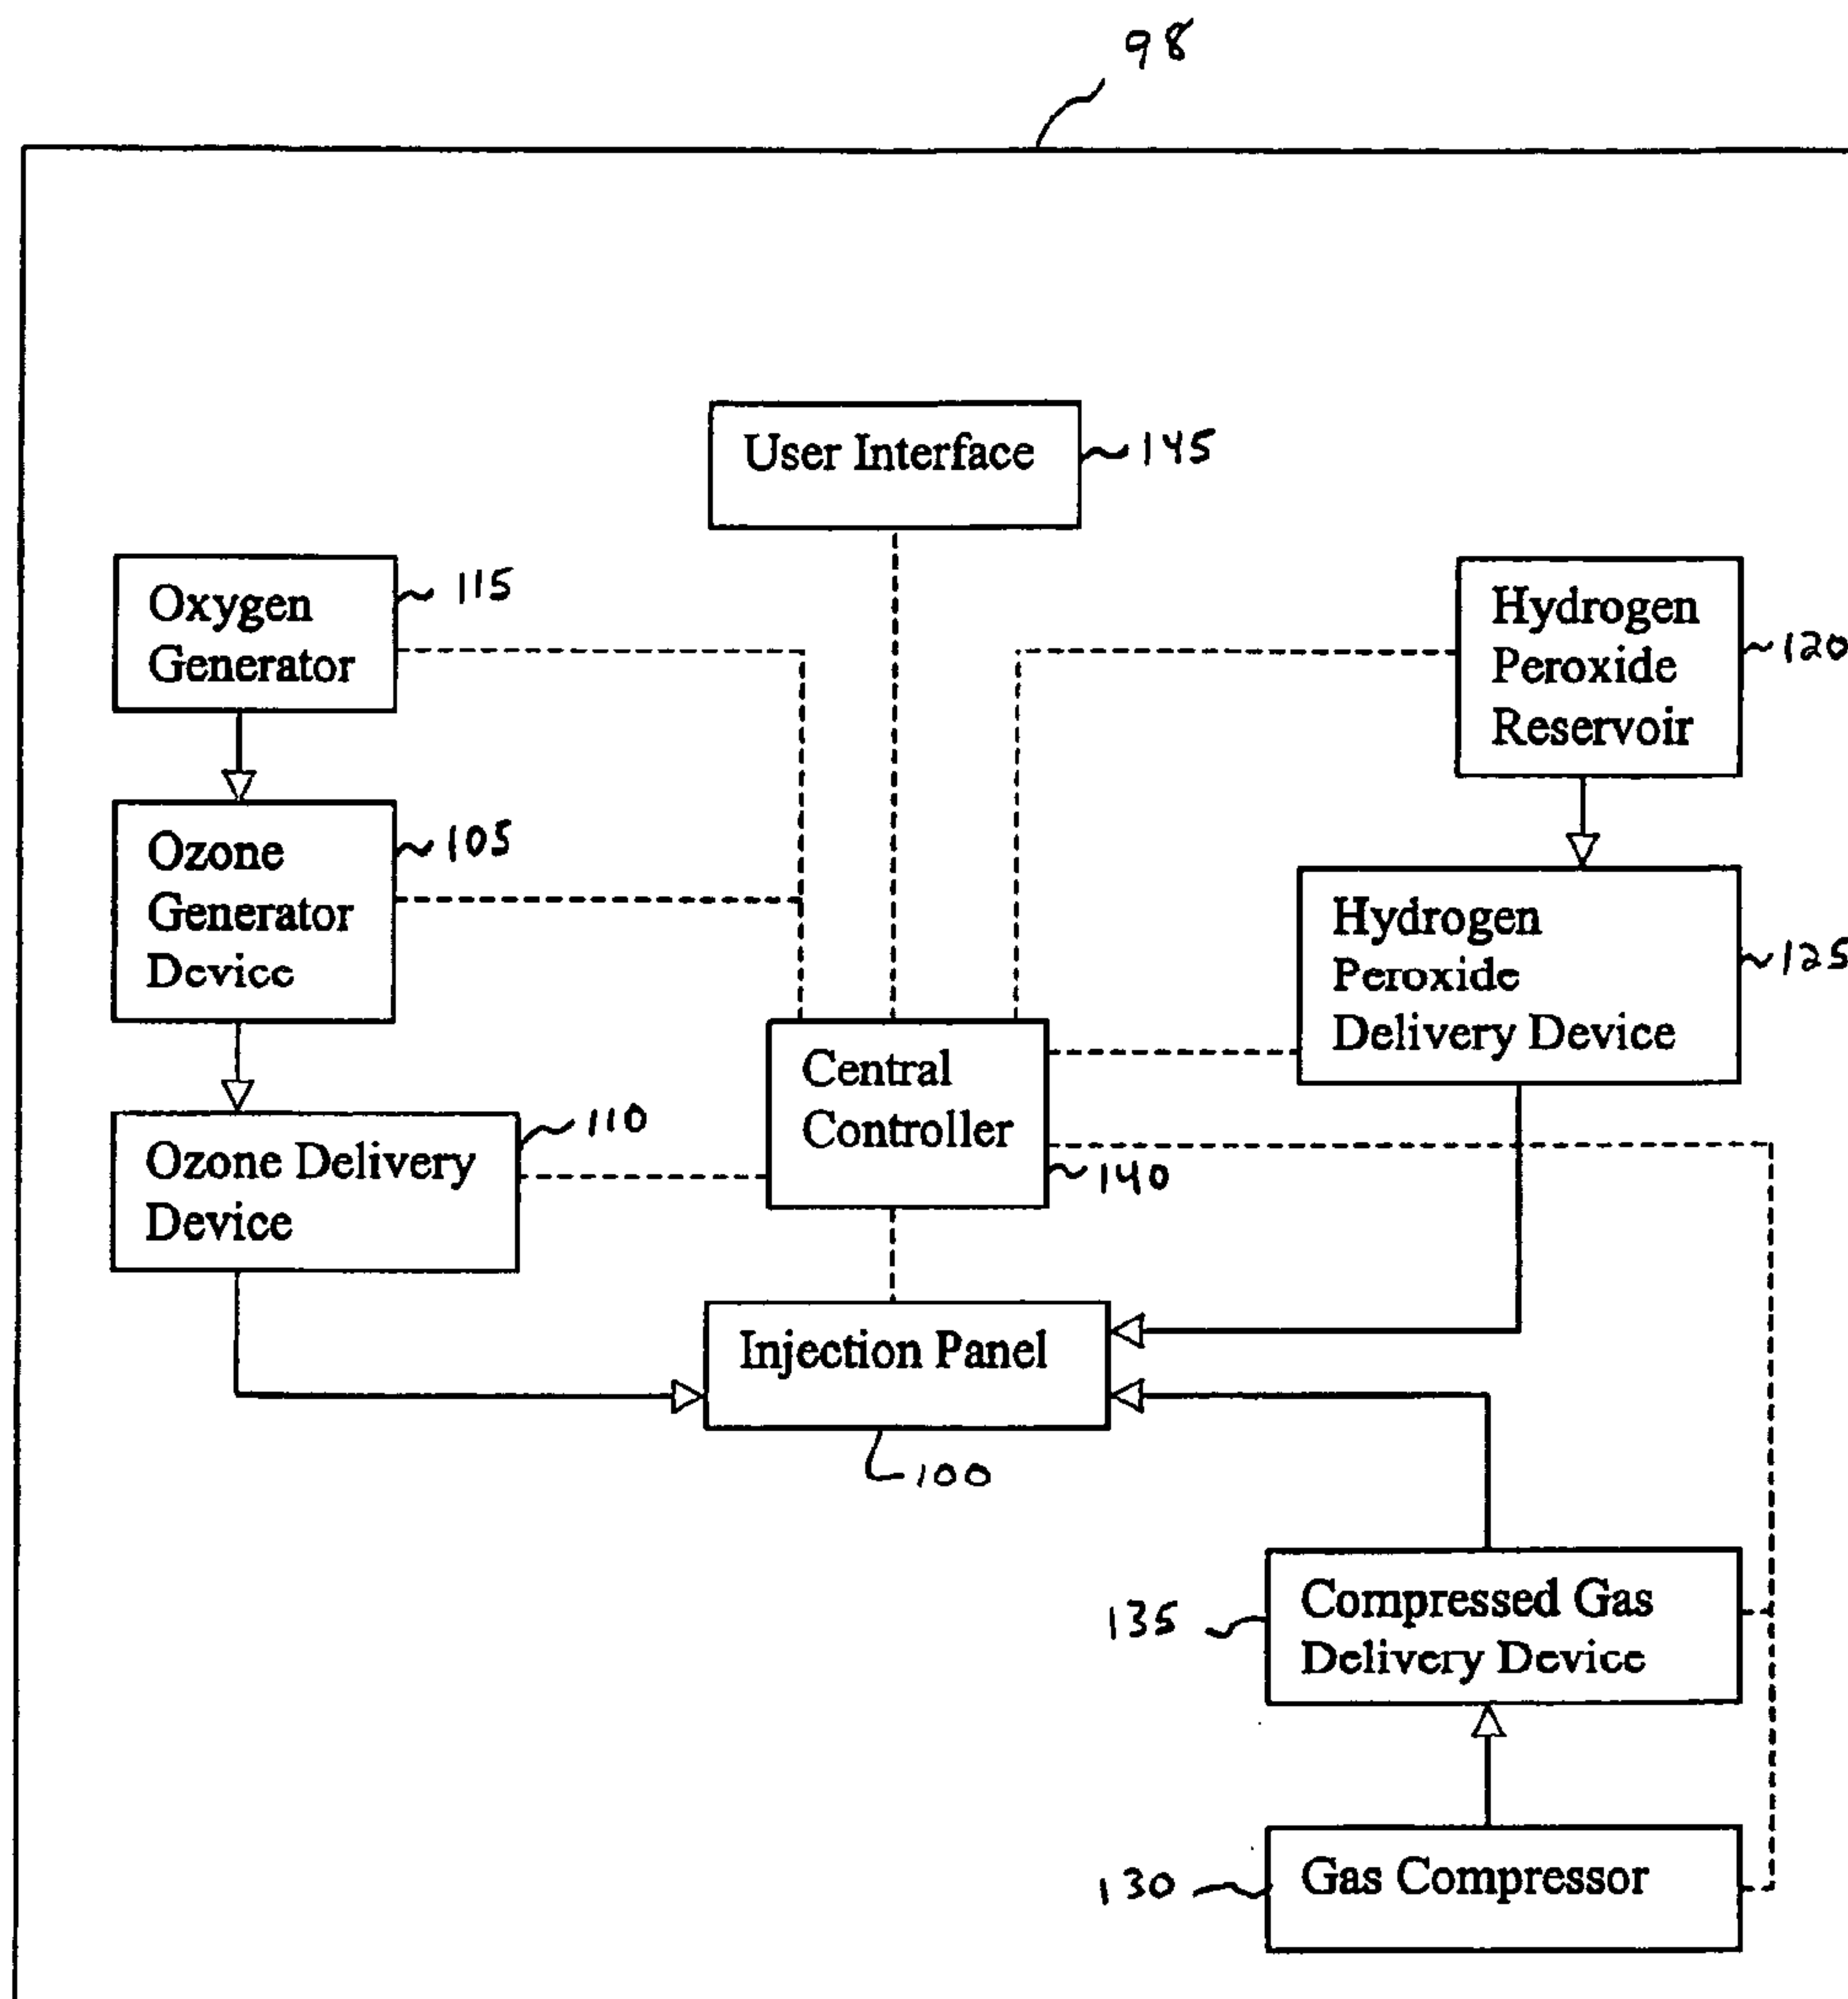 98
User Interface
145
Oxygen
Generator
115
Hydrogen
Peroxide
Reservoir
120
Ozone
Generator
Device
105
Hydrogen
Peroxide
Delivery Device
125
Central
Controller
140
Ozone Delivery
Device
110
Injection Panel
100
Compressed Gas
Delivery Device
135
Gas Compressor
130